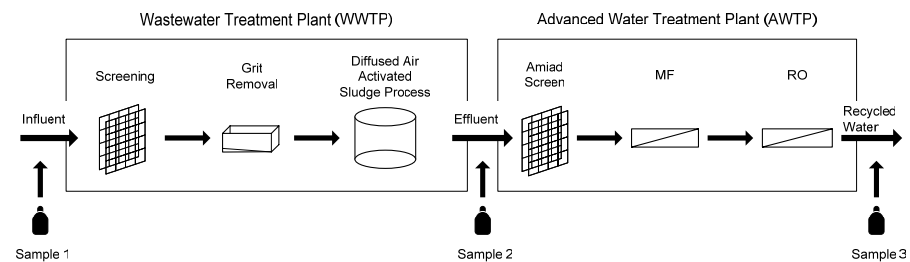 Wastewater Treatment Plant (WWTP)
Advanced Water Treatment Plant (AWTP)
Screening
Grit
Removal
Diffused Air
Activated
Sludge Process
Amiad
Screen
MF
RO
Influent
Effluent
Recycled
Water
Sample 1
Sample 2
Sample 3